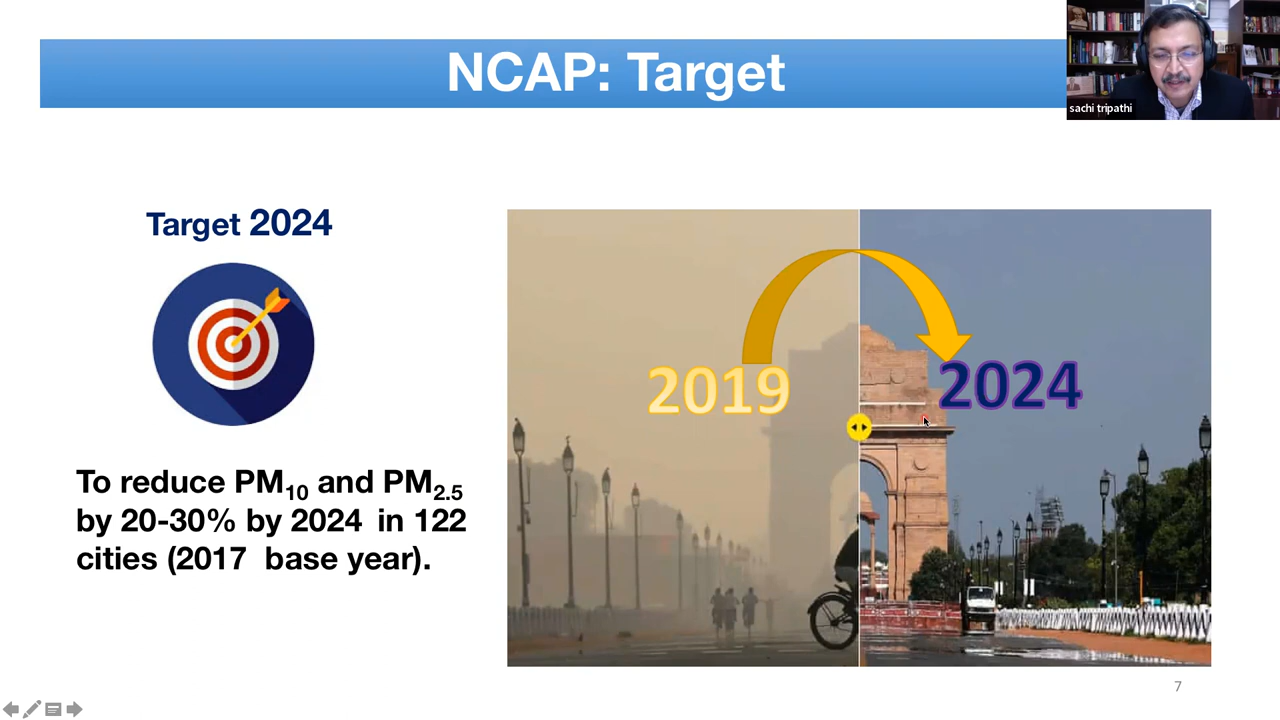 NCAP: Target
sachi tripathi
Target 2024
To reduce PM10 and PM2.5
by 20-30% by 2024 in 122
cities (2017 base year).
2019
2024
7